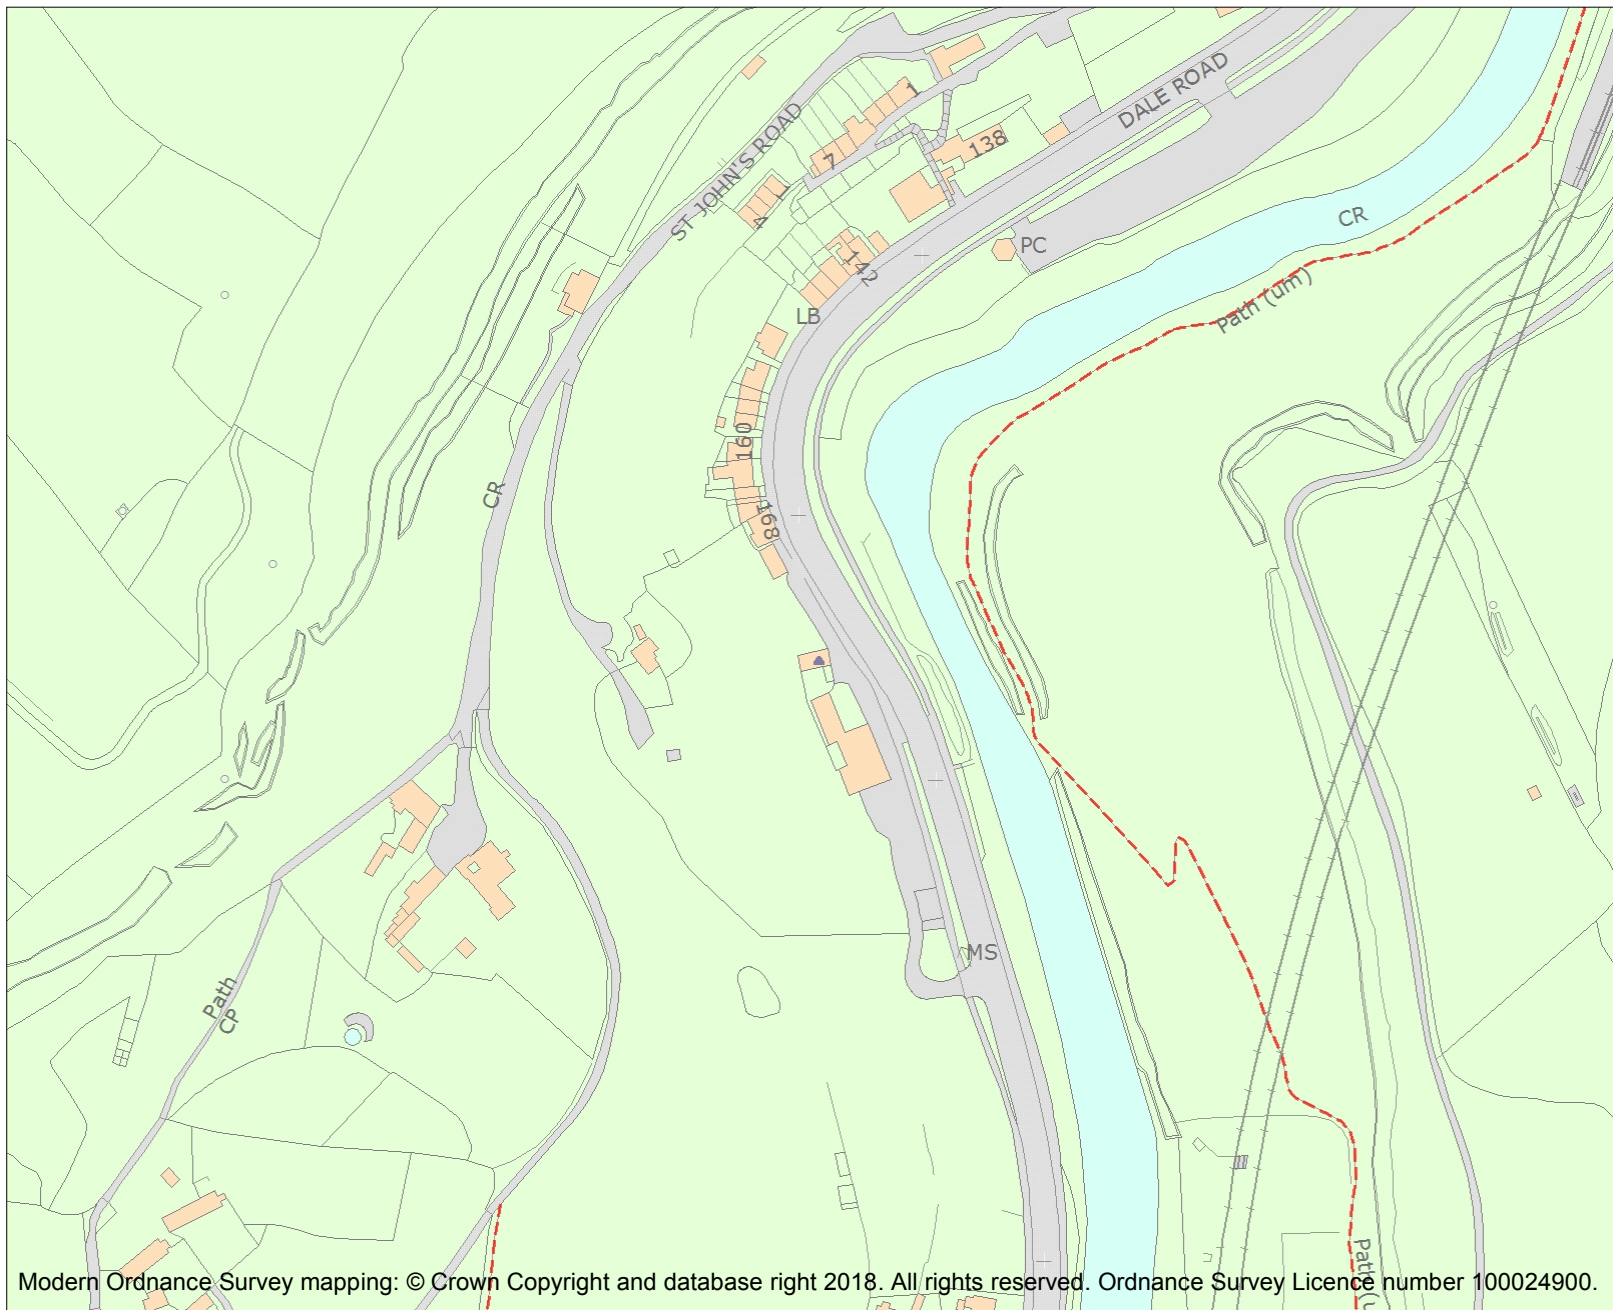 DALE ROAD
1
ST JOHN'S ROAD
138
7
1
4
CR
PC
142
Path (um)
LB
160
CR
168
MS
Path
CP
Path (u
Modern Ordnance Survey mapping: © Crown Copyright and database right 2018. All rights reserved. Ordnance Survey Licence number 100024900.